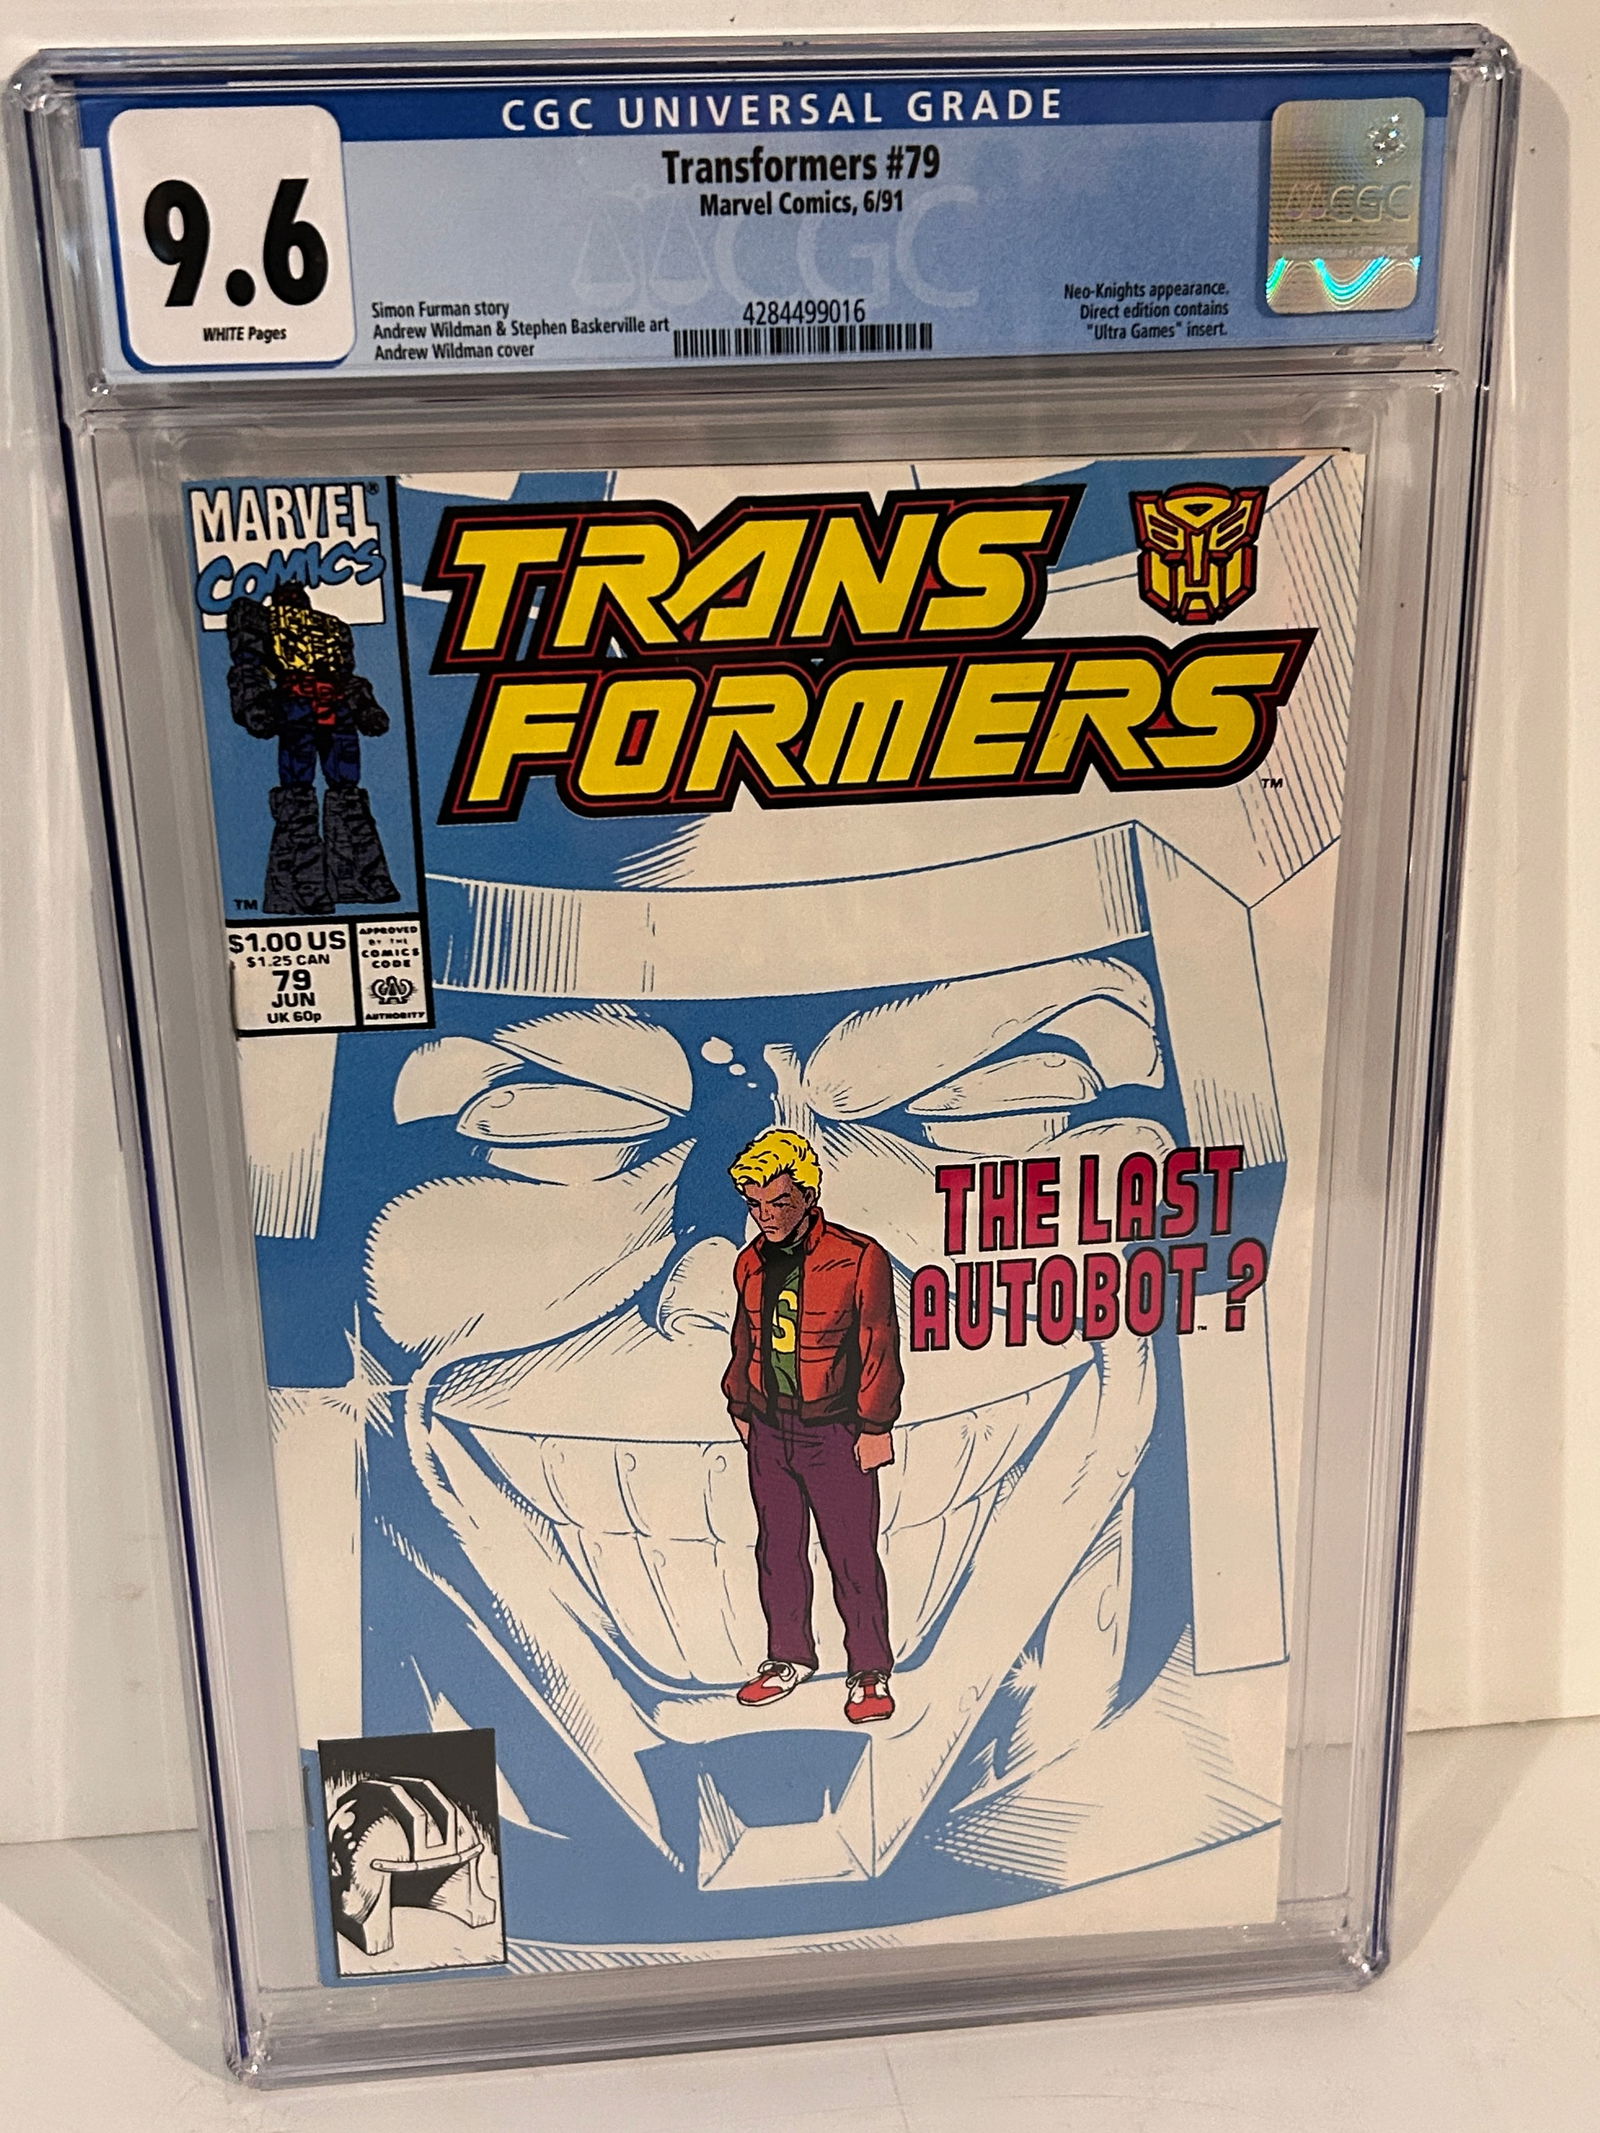 CGC UNIVERSAL GRADE
9.6
WHITE Pages
Transformers #79
Marvel Comics, 6/91
Simon Furman story
Andrew Wildman & Stephen Baskerville art
Andrew Wildman cover
4284499016
Neo-Knights appearance.
Direct edition contains
"Ultra Games" insert.
CGC
CGC
MARVEL®
COMICS
TM
$1.00 US
$1.25 CAN
79
JUN
UK 60p
APPROVED
BY THE
COMICS
CODE
AUTHORITY
TRANS
FORMERS
TM
THE LAST
AUTOBOT?
S